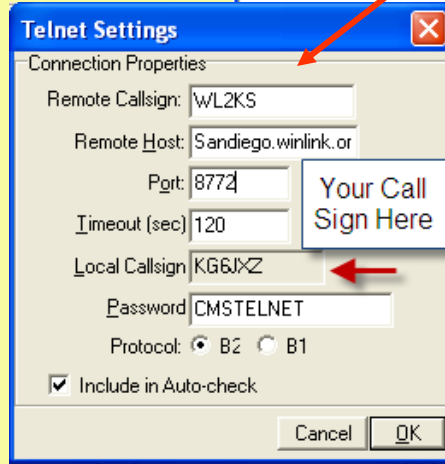 Telnet Settings
Connection Properties
Remote Callsign: WL2KS
Remote Host: Sandiego.winlink.or
Port: 8772
Your Call
Sign Here
Timeout (sec) 120
Local Callsign KG6JXZ
Password CMSTELNET
Protocol: B2 B1
Include in Auto-check
Cancel OK